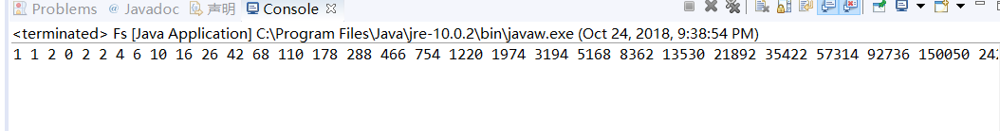 Problems @ Javadoc 声明 Console
<terminated> Fs [Java Application] C:\Program Files\Java\jre-10.0.2\bin\javaw.exe (Oct 24, 2018, 9:38:54 PM)
1 1 2 0 2 2 4 6 10 16 26 42 68 110 178 288 466 754 1220 1974 3194 5168 8362 13530 21892 35422 57314 92736 150050 242